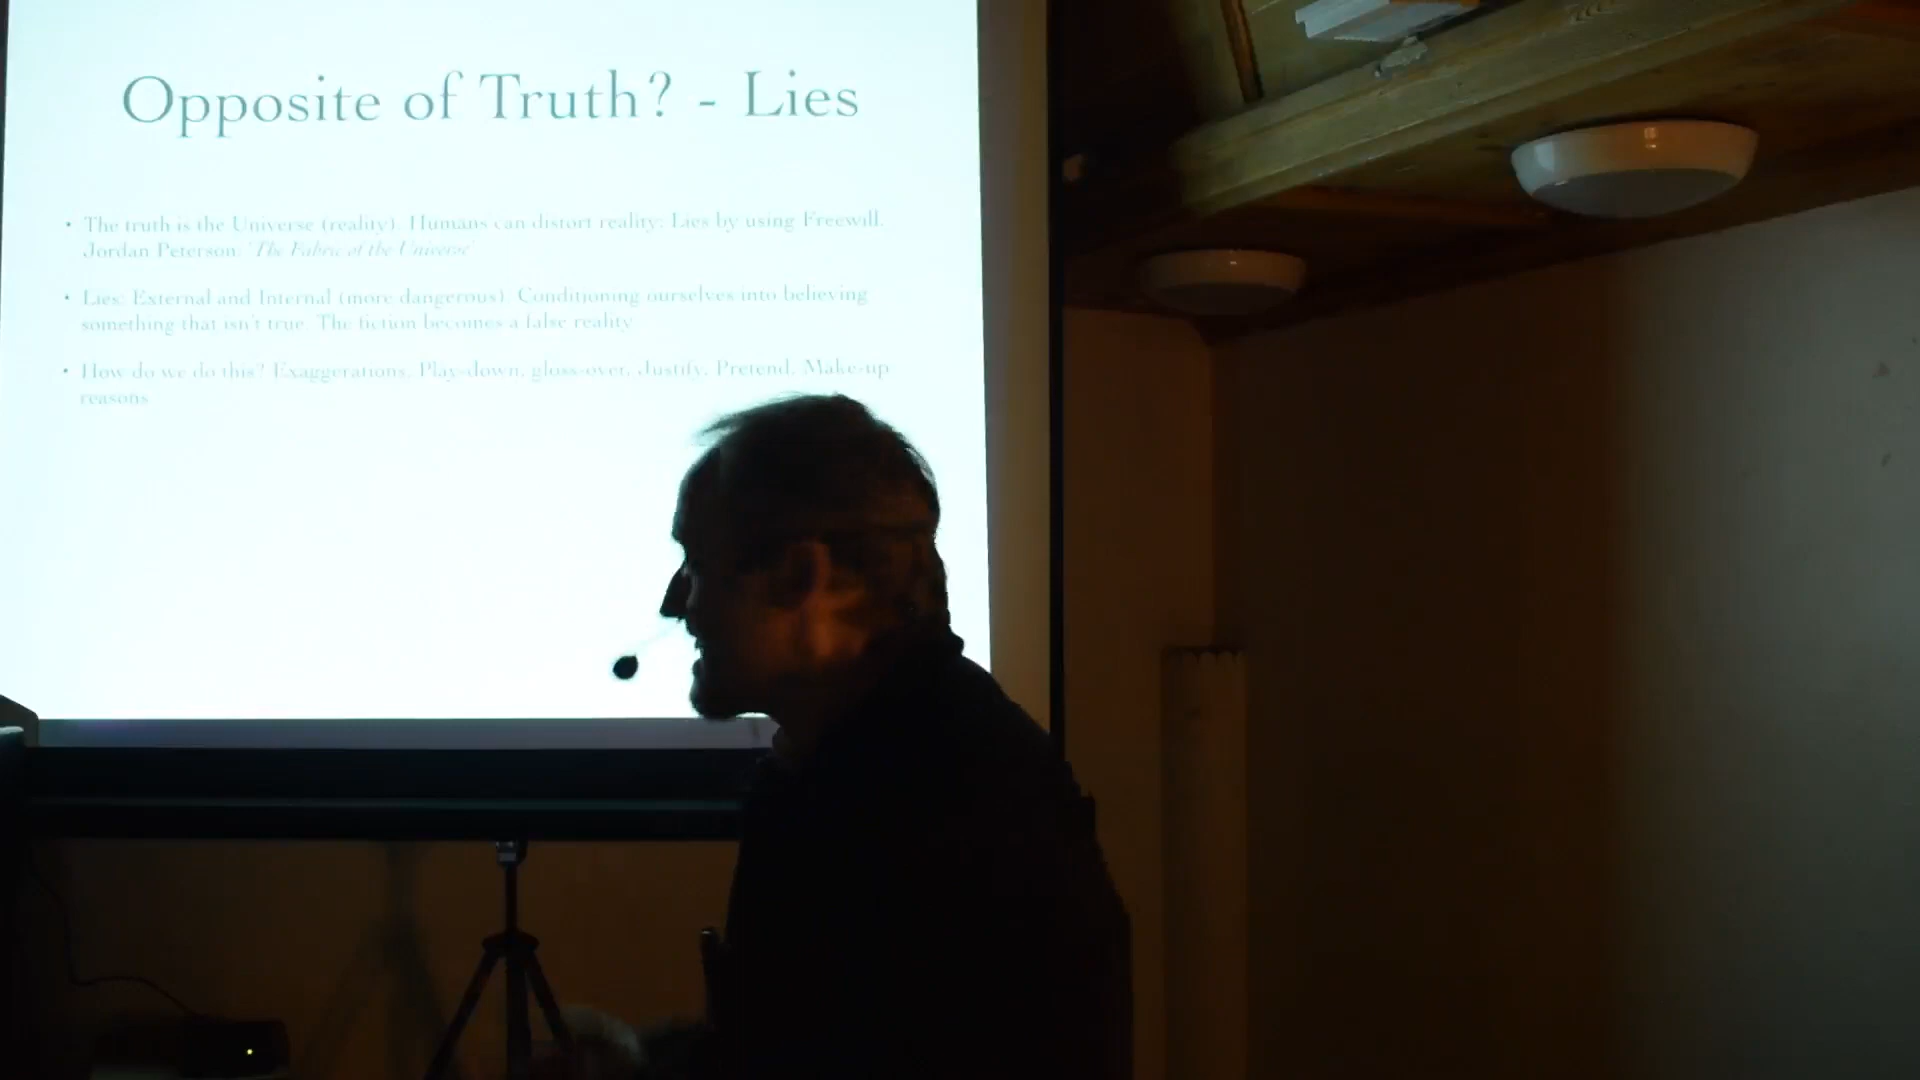 Opposite of Truth? - Lies
• The truth is the Universe (reality). Humans can distort reality: Lies by using Freewill.
Jordan Peterson: 'The Fabric of the Universe'
• Lies: External and Internal (more dangerous). Conditioning ourselves into believing
something that isn't true. The fiction becomes a false reality
• How do we do this? Exaggerations, Play-down, gloss-over, Justify, Pretend, Make-up
reasons